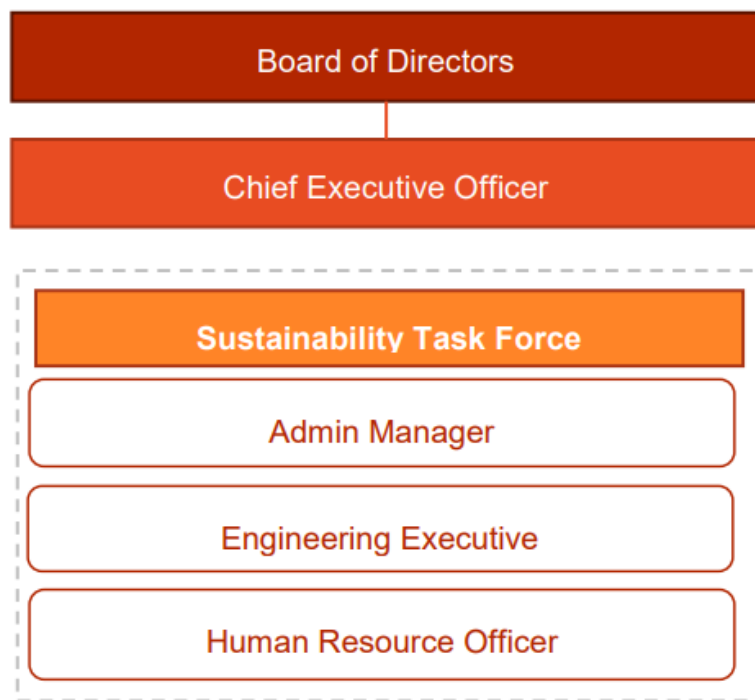 Board of Directors
Chief Executive Officer
Sustainability Task Force
Admin Manager
Engineering Executive
Human Resource Officer